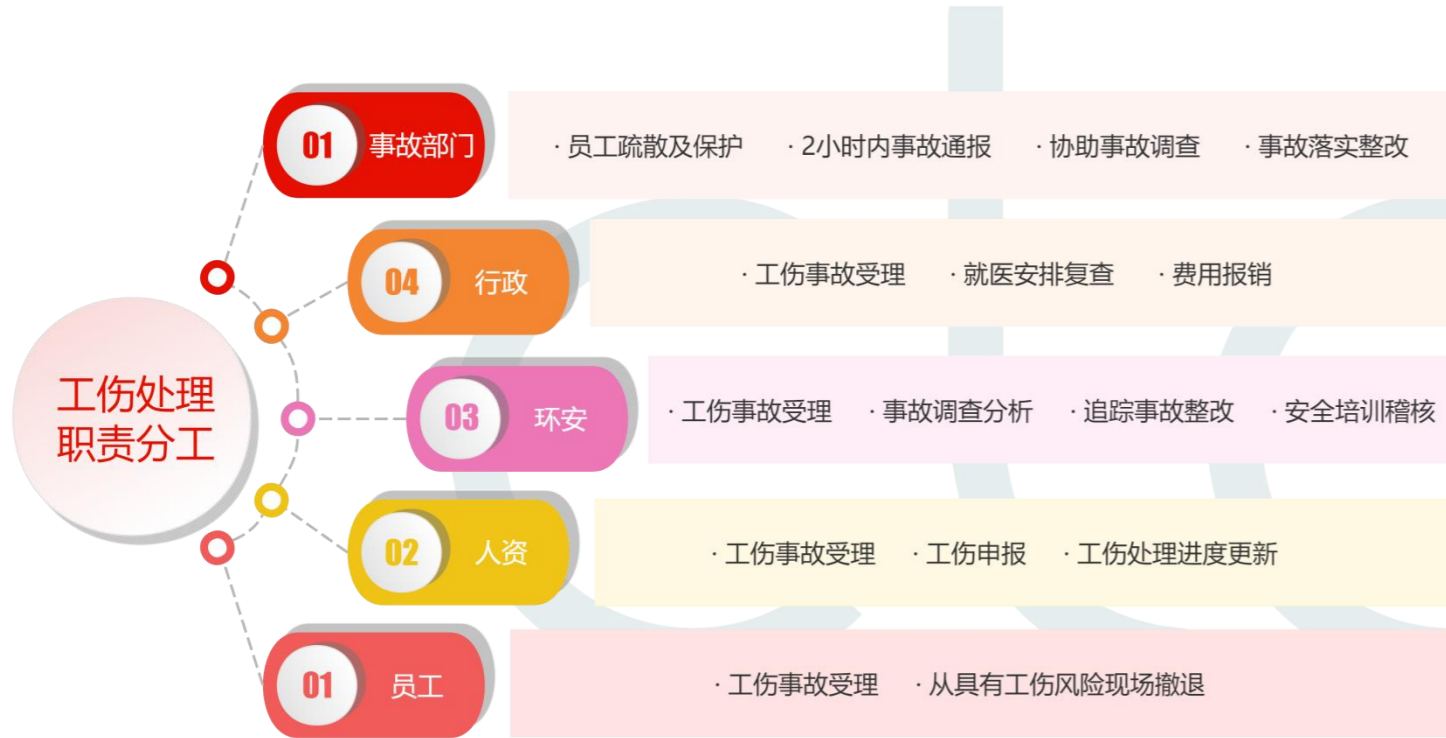 工伤处理
职责分工
01 事故部门
· 员工疏散及保护 · 2小时内事故通报 · 协助事故调查 · 事故落实整改
04 行政
· 工伤事故受理 · 就医安排复查 · 费用报销
03 环安
· 工伤事故受理 · 事故调查分析 · 追踪事故整改 · 安全培训稽核
02 人资
· 工伤事故受理 · 工伤申报 · 工伤处理进度更新
01 员工
· 工伤事故受理 · 从具有工伤风险现场撤退